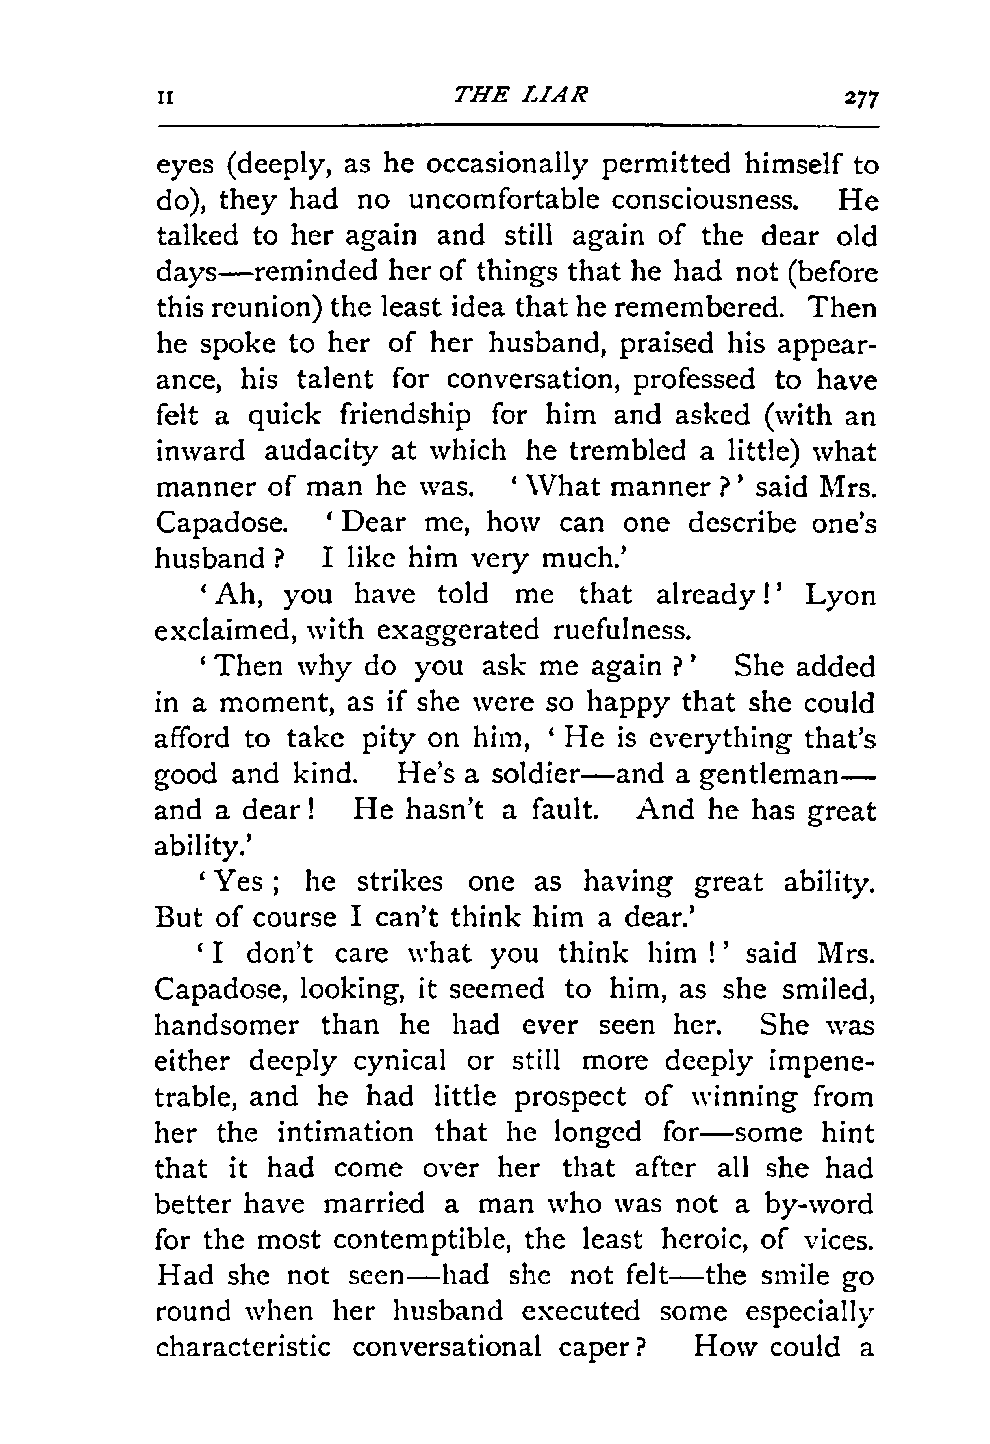 II THE LIAR 277
eyes (deeply, as he occasionally permitted himself to
do), they had no uncomfortable consciousness. He
talked to her again and still again of the dear old
days—reminded her of things that he had not (before
this reunion) the least idea that he remembered. Then
he spoke to her of her husband, praised his appear-
ance, his talent for conversation, professed to have
felt a quick friendship for him and asked (with an
inward audacity at which he trembled a little) what
manner of man he was. ‘What manner?’ said Mrs.
Capadose. ‘Dear me, how can one describe one’s
husband? I like him very much.’
‘Ah, you have told me that already!’ Lyon
exclaimed, with exaggerated ruefulness.
‘Then why do you ask me again?’ She added
in a moment, as if she were so happy that she could
afford to take pity on him, ‘He is everything that’s
good and kind. He’s a soldier—and a gentleman—
and a dear! He hasn’t a fault. And he has great
ability.’
‘Yes; he strikes one as having great ability.
But of course I can’t think him a dear.’
‘I don’t care what you think him!’ said Mrs.
Capadose, looking, it seemed to him, as she smiled,
handsomer than he had ever seen her. She was
either deeply cynical or still more deeply impene-
trable, and he had little prospect of winning from
her the intimation that he longed for—some hint
that it had come over her that after all she had
better have married a man who was not a by-word
for the most contemptible, the least heroic, of vices.
Had she not seen—had she not felt—the smile go
round when her husband executed some especially
characteristic conversational caper? How could a